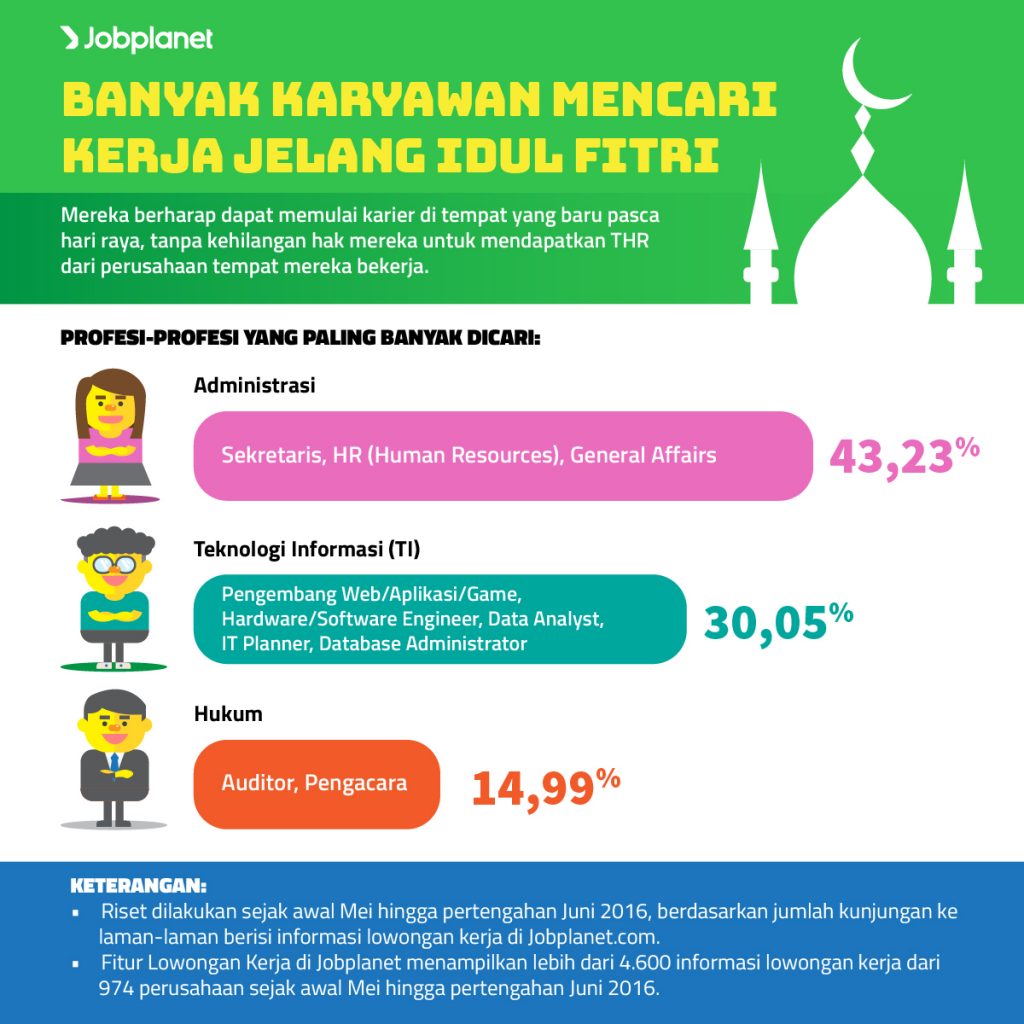 Jobplanet
BANYAK KARYAWAN MENCARI
KERJA JELANG IDUL FITRI
Mereka berharap dapat memulai karier di tempat yang baru pasca
hari raya, tanpa kehilangan hak mereka untuk mendapatkan THR
dari perusahaan tempat mereka bekerja.
PROFESI-PROFESI YANG PALING BANYAK DICARI:
Administrasi
Sekretaris, HR (Human Resources), General Affairs
43,23%
Teknologi Informasi (TI)
Pengembang Web/Aplikasi/Game,
Hardware/Software Engineer, Data Analyst,
IT Planner, Database Administrator
30,05%
Hukum
Auditor, Pengacara
14,99%
KETERANGAN:
▪ Riset dilakukan sejak awal Mei hingga pertengahan Juni 2016, berdasarkan jumlah kunjungan ke
laman-laman berisi informasi lowongan kerja di Jobplanet.com.
▪ Fitur Lowongan Kerja di Jobplanet menampilkan lebih dari 4.600 informasi lowongan kerja dari
974 perusahaan sejak awal Mei hingga pertengahan Juni 2016.